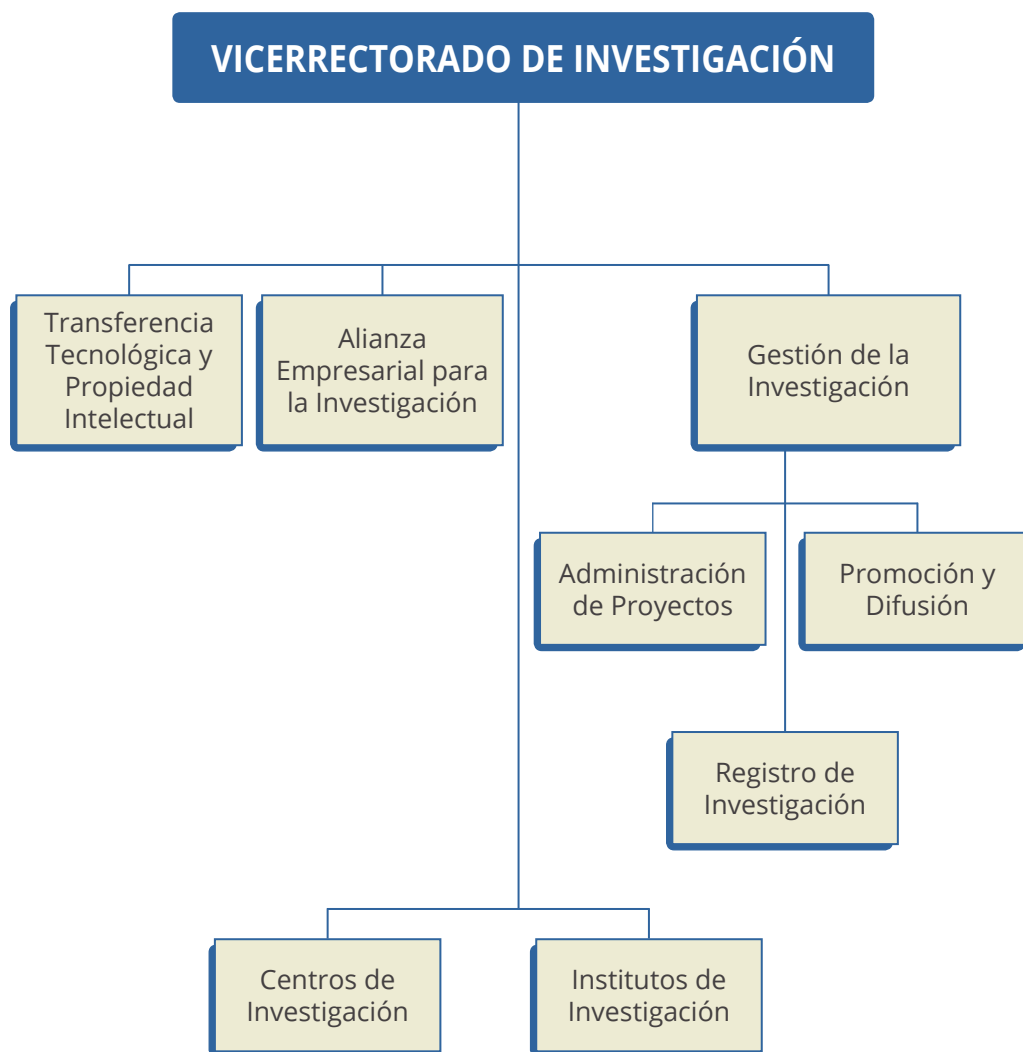 VICERRECTORADO DE INVESTIGACIÓN
Transferencia
Tecnológica y
Propiedad
Intelectual
Alianza
Empresarial para
la Investigación
Gestión de la
Investigación
Administración
de Proyectos
Promoción y
Difusión
Registro de
Investigación
Centros de
Investigación
Institutos de
Investigación